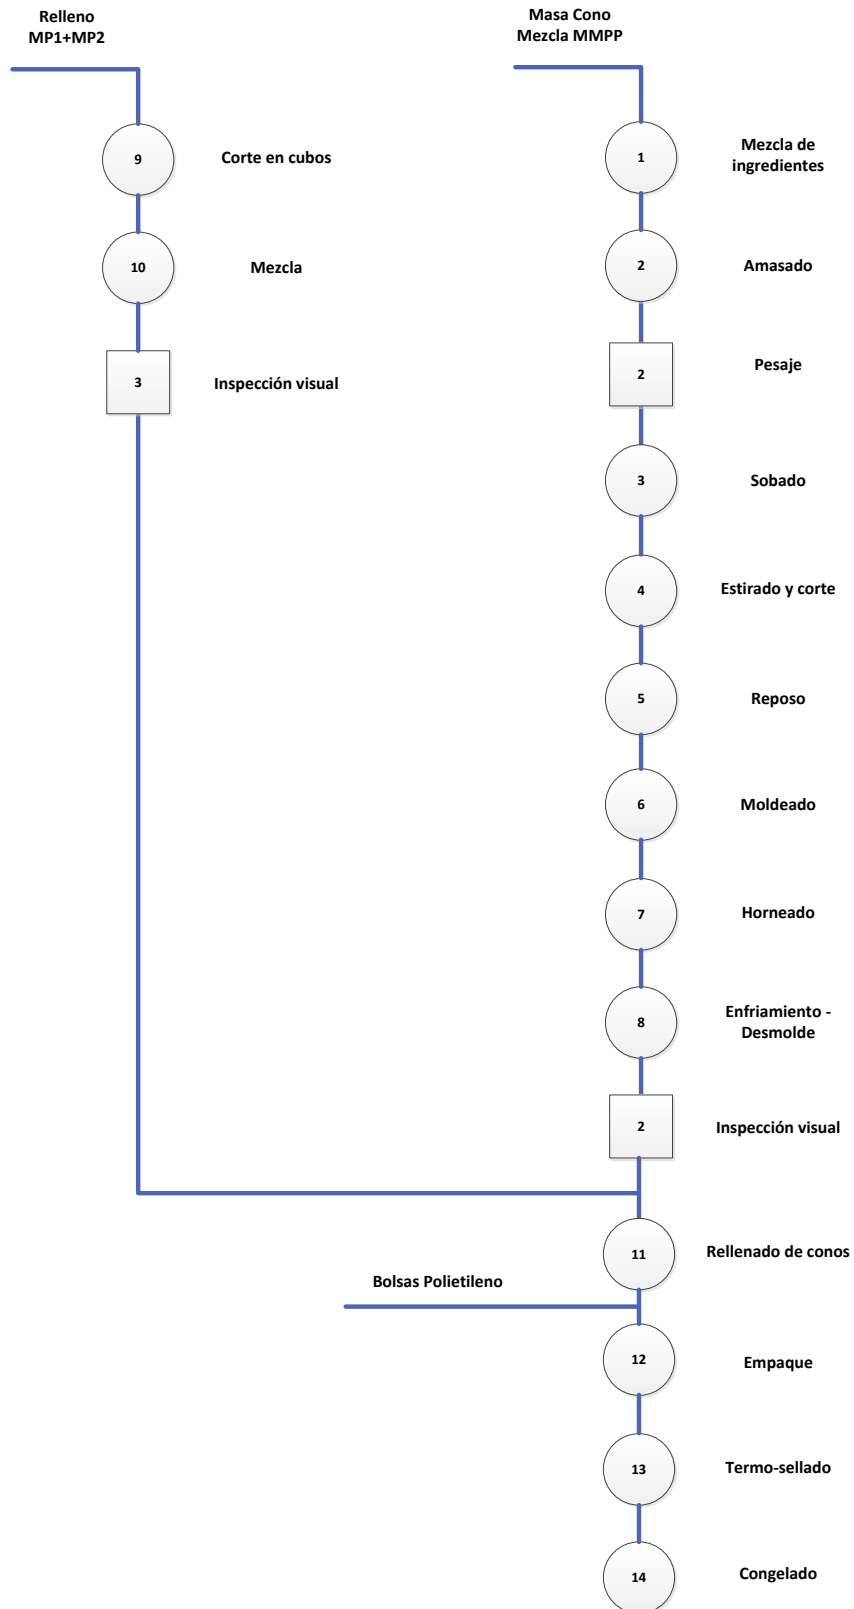 Relleno
MP1+MP2
Masa Cono
Mezcla MMPP
9
Corte en cubos
1
Mezcla de
ingredientes
10
Mezcla
2
Amasado
3
Inspección visual
2
Pesaje
3
Sobado
4
Estirado y corte
5
Reposo
6
Moldeado
7
Horneado
8
Enfriamiento -
Desmolde
2
Inspección visual
11
Rellenado de conos
Bolsas Polietileno
12
Empaque
13
Termo-sellado
14
Congelado